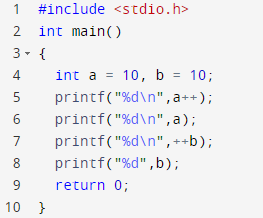 1 #include <stdio.h>
2 int main()
3 {
4 int a = 10, b = 10;
5 printf("%d\n",a++);
6 printf("%d\n",a);
7 printf("%d\n",++b);
8 printf("%d",b);
9 return 0;
10 }